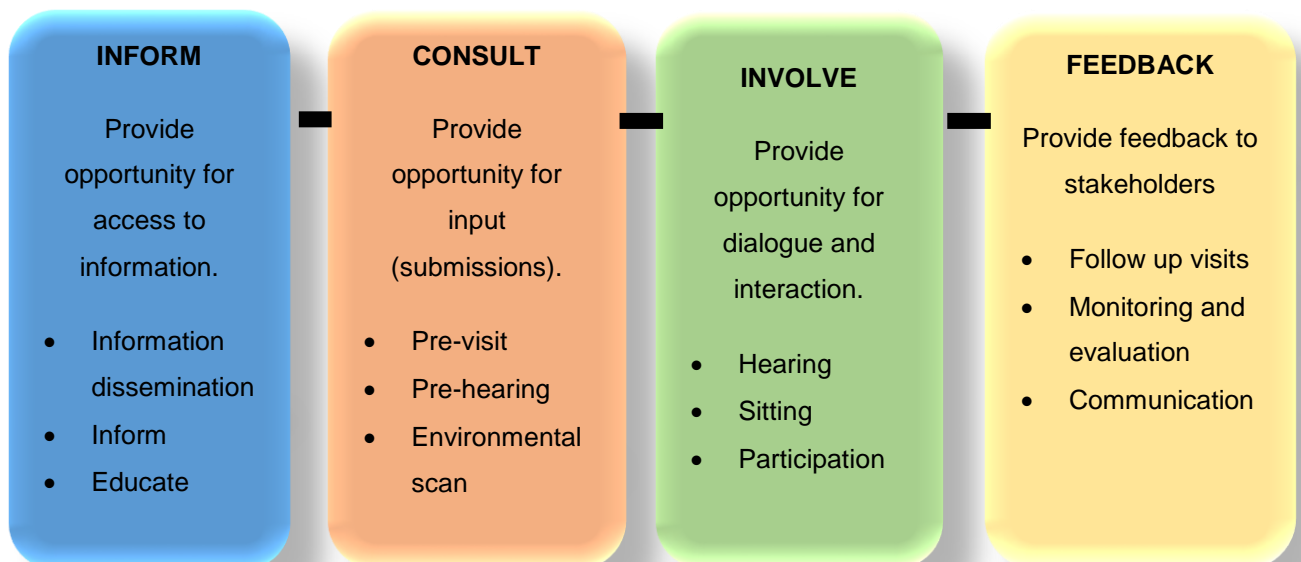 INFORM
Provide
opportunity for
access to
information.
• Information
dissemination
• Inform
• Educate
CONSULT
Provide
opportunity for
input
(submissions).
• Pre-visit
• Pre-hearing
• Environmental
scan
INVOLVE
Provide
opportunity for
dialogue and
interaction.
• Hearing
• Sitting
• Participation
FEEDBACK
Provide feedback to
stakeholders
• Follow up visits
• Monitoring and
evaluation
• Communication